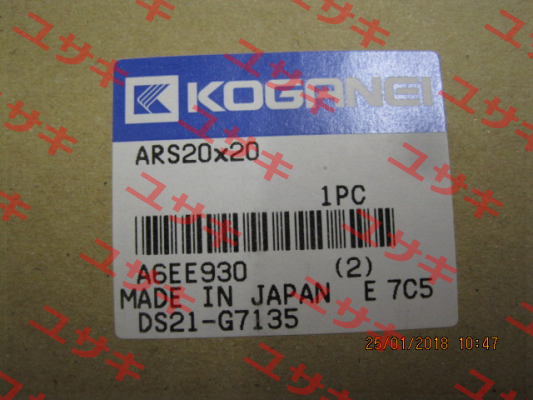 KOGANEI
ARS20x20
1PC
A6EE930 (2)
MADE IN JAPAN E 7C5
DS21-G7135
25/01/2018 10:47
ユサキ